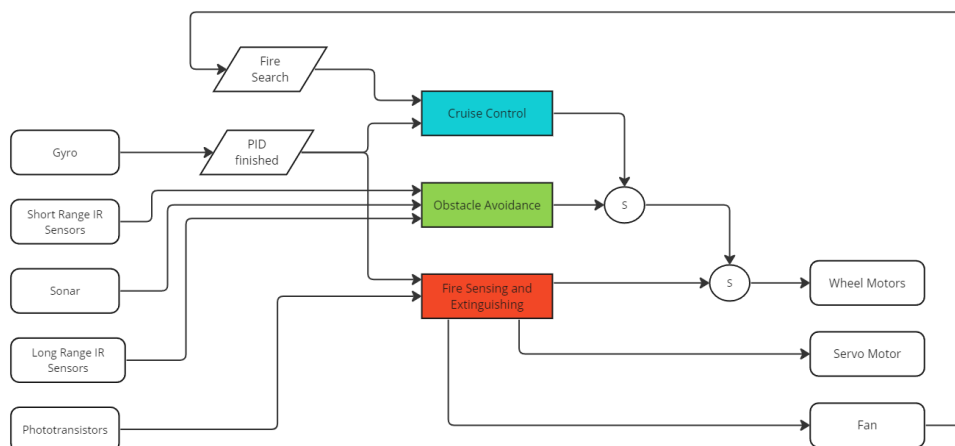 Fire
Search
Cruise Control
Gyro
PID
finished
Short Range IR
Sensors
Obstacle Avoidance
S
Sonar
Fire Sensing and
Extinguishing
S
Wheel Motors
Long Range IR
Sensors
Servo Motor
Phototransistors
Fan